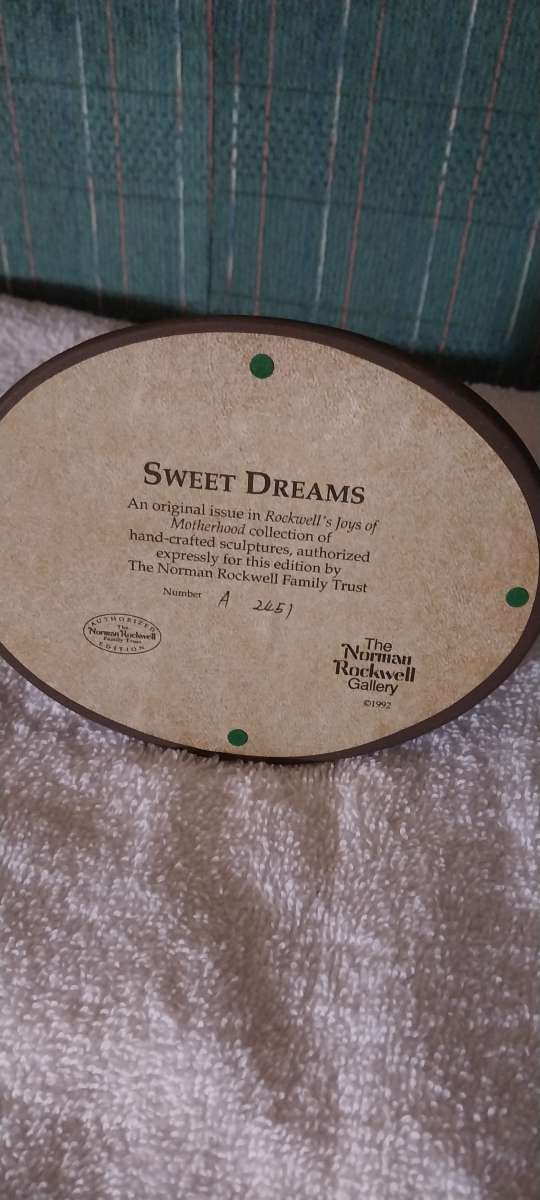 SWEET DREAMS
An original issue in Rockwell's Joys of
Motherhood collection of
hand-crafted sculptures, authorized
expressly for this edition by
The Norman Rockwell Family Trust
Number A 2451
AUTHORIZED
The
Norman Rockwell
Family Trust
EDITION
The
Norman
Rockwell
Gallery
©1992